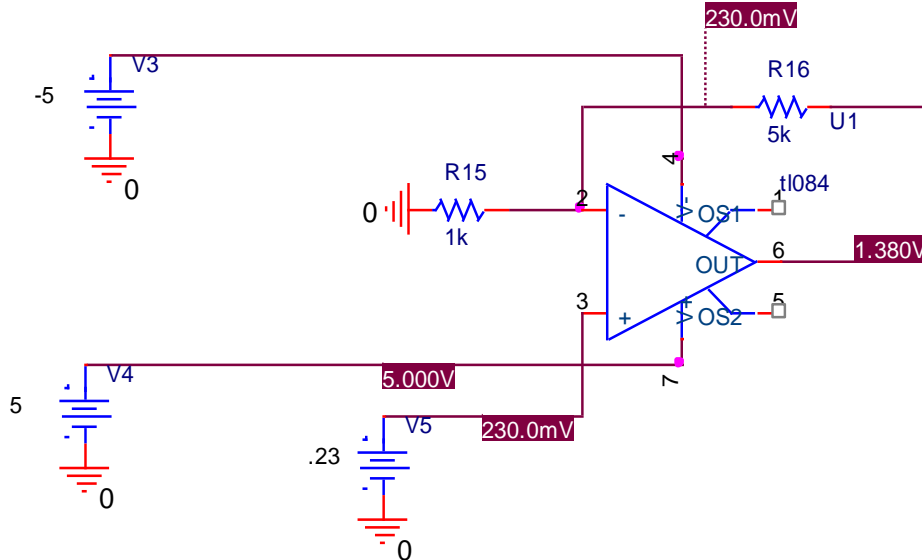 230.0mV
V3
-5
0
R16
5k
U1
4
tl084
R15
0
1k
2
-
V-
OS1
1
OUT
6
1.380V
3
+
V+
OS2
5
7
V4
5.000V
5
0
V5
230.0mV
.23
0